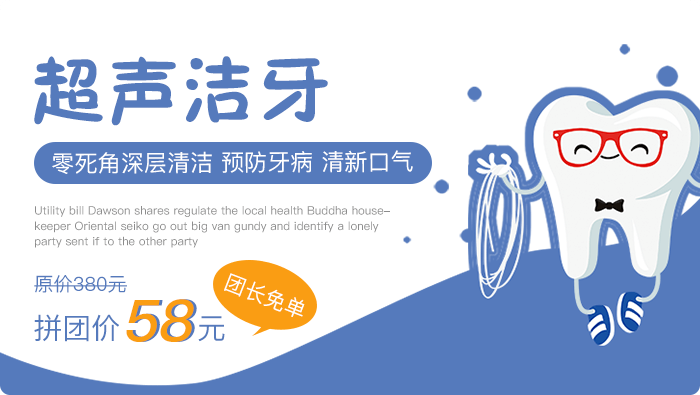 超声洁牙
零死角深层清洁 预防牙病 清新口气
Utility bill Dawson shares regulate the local health Buddha house-
keeper Oriental seiko go out big van gundy and identify a lonely
party sent if to the other party
原价380元
团长免单
拼团价58元